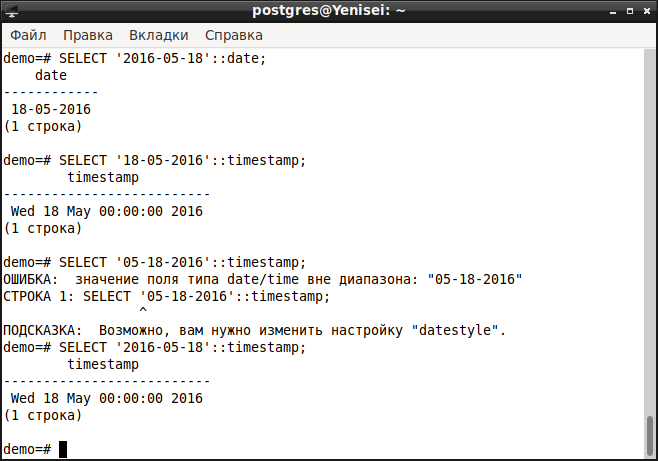 postgres@Yenisei: ~
Файл Правка Вкладки Справка
demo=# SELECT '2016-05-18'::date;
    date
------------
 18-05-2016
(1 строка)

demo=# SELECT '18-05-2016'::timestamp;
        timestamp
--------------------------
 Wed 18 May 00:00:00 2016
(1 строка)

demo=# SELECT '05-18-2016'::timestamp;
ОШИБКА:  значение поля типа date/time вне диапазона: "05-18-2016"
СТРОКА 1: SELECT '05-18-2016'::timestamp;
                 ^
ПОДСКАЗКА:  Возможно, вам нужно изменить настройку "datestyle".
demo=# SELECT '2016-05-18'::timestamp;
        timestamp
--------------------------
 Wed 18 May 00:00:00 2016
(1 строка)

demo=#